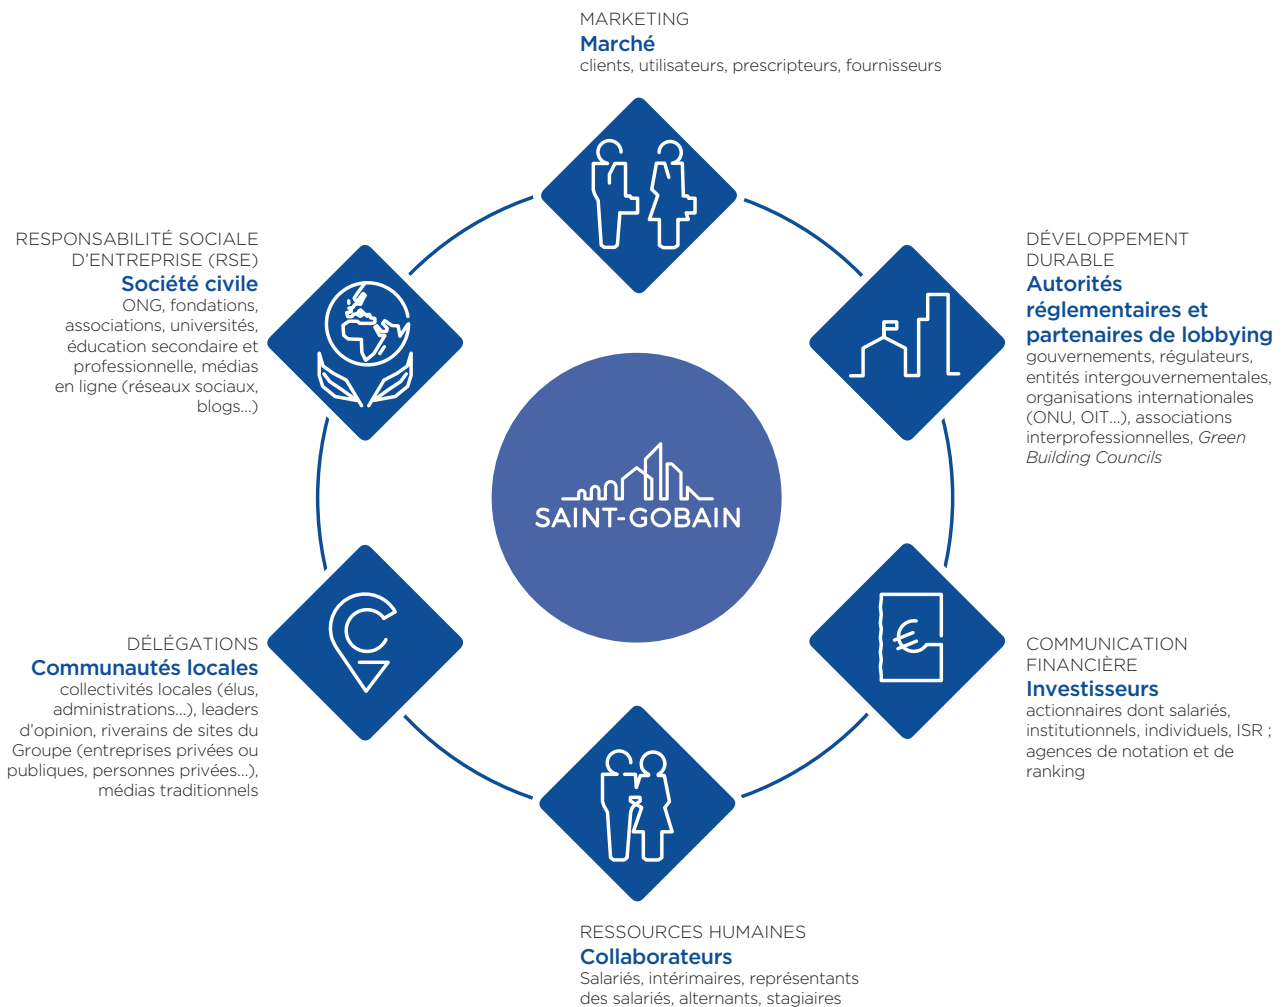 MARKETING
Marché
clients, utilisateurs, prescripteurs, fournisseurs
RESPONSABILITÉ SOCIALE
D'ENTREPRISE (RSE)
Société civile
ONG, fondations,
associations, universités,
éducation secondaire et
professionnelle, médias
en ligne (réseaux sociaux,
blogs...)
DÉVELOPPEMENT
DURABLE
Autorités
réglementaires et
partenaires de lobbying
gouvernements, régulateurs,
entités intergouvernementales,
organisations internationales
(ONU, OIT...), associations
interprofessionnelles, Green
Building Councils
SAINT-GOBAIN
DÉLÉGATIONS
Communautés locales
collectivités locales (élus,
administrations...), leaders
d'opinion, riverains de sites du
Groupe (entreprises privées ou
publiques, personnes privées...),
médias traditionnels
€
COMMUNICATION
FINANCIÈRE
Investisseurs
actionnaires dont salariés,
institutionnels, individuels, ISR ;
agences de notation et de
ranking
RESSOURCES HUMAINES
Collaborateurs
Salariés, intérimaires, représentants
des salariés, alternants, stagiaires